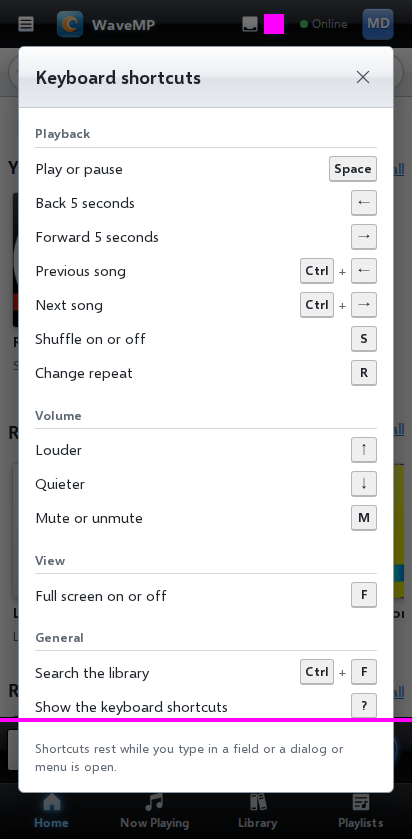 WaveMP
Online
MD
Keyboard shortcuts
Playback
all
Play or pause Space
Back 5 seconds ←
Forward 5 seconds →
Previous song Ctrl + ←
Next song Ctrl + →
Shuffle on or off S
Change repeat R
Volume
all
Louder ↑
Quieter ↓
Mute or unmute M
View
Full screen on or off F
General
Search the library Ctrl + F
all
Show the keyboard shortcuts ?
Shortcuts rest while you type in a field or a dialog or
menu is open.
Home Now Playing Library Playlists